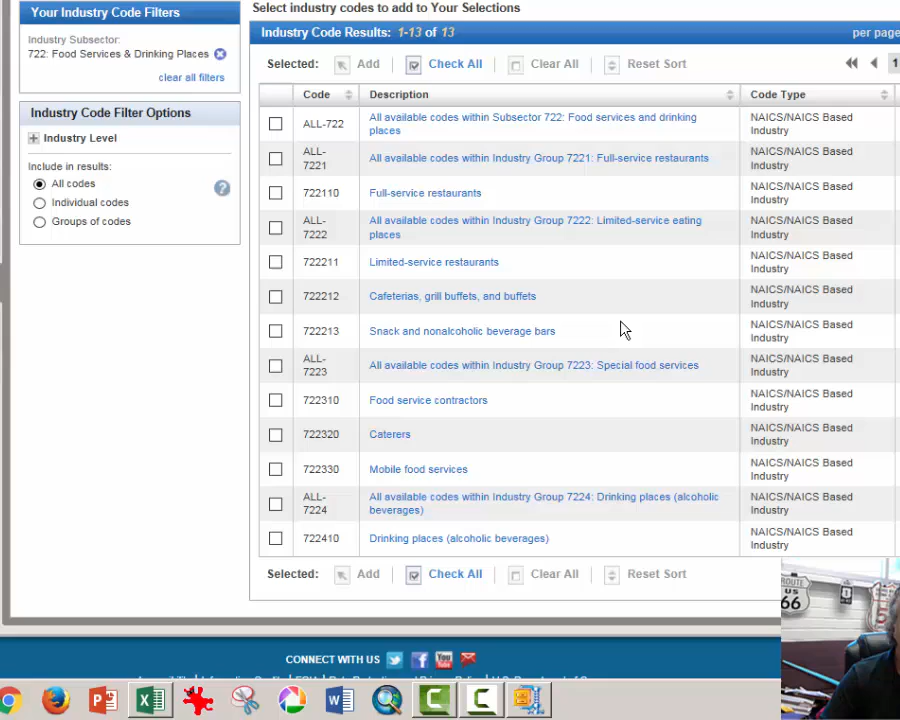 Your Industry Code Filters
Industry Subsector:
722: Food Services & Drinking Places
clear all filters
Industry Code Filter Options
Industry Level
Include in results:
All codes
Individual codes
Groups of codes
Select industry codes to add to Your Selections
Industry Code Results: 1-13 of 13
per page
Selected: Add Check All Clear All Reset Sort 1
Code Description Code Type
ALL-722 All available codes within Subsector 722: Food services and drinking
places
NAICS/NAICS Based
Industry
ALL-
7221
All available codes within Industry Group 7221: Full-service restaurants
NAICS/NAICS Based
Industry
722110 Full-service restaurants
NAICS/NAICS Based
Industry
ALL-
7222
All available codes within Industry Group 7222: Limited-service eating
places
NAICS/NAICS Based
Industry
722211 Limited-service restaurants
NAICS/NAICS Based
Industry
722212 Cafeterias, grill buffets, and buffets
NAICS/NAICS Based
Industry
722213 Snack and nonalcoholic beverage bars
NAICS/NAICS Based
Industry
ALL-
7223
All available codes within Industry Group 7223: Special food services
NAICS/NAICS Based
Industry
722310 Food service contractors
NAICS/NAICS Based
Industry
722320 Caterers
NAICS/NAICS Based
Industry
722330 Mobile food services
NAICS/NAICS Based
Industry
ALL-
7224
All available codes within Industry Group 7224: Drinking places (alcoholic
beverages)
NAICS/NAICS Based
Industry
722410 Drinking places (alcoholic beverages)
NAICS/NAICS Based
Industry
Selected: Add Check All Clear All Reset Sort
CONNECT WITH US
You
Tube
ROUTE
US
66